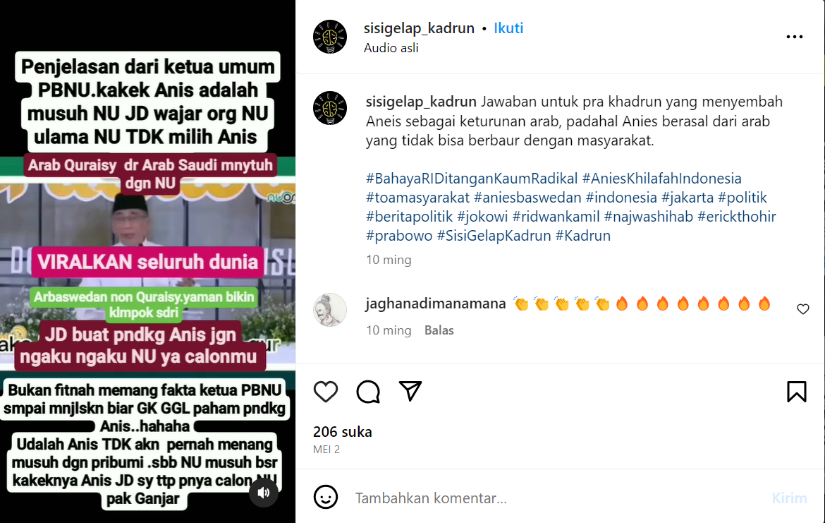 Penjelasan dari ketua umum
PBNU.kakek Anis adalah
musuh NU JD wajar org NU
ulama NU TDK milih Anis
Arab Quraisy dr Arab Saudi mnytuh
dgn NU
VIRALKAN seluruh dunia
Arbaswedan non Quraisy.yaman bikin
klmpok sdri
JD buat pndkg Anis jgn
ngaku ngaku NU ya calonmu
Bukan fitnah memang fakta ketua PBNU
smpai mnjlskn biar GK GGL paham pndkg
Anis..hahaha
Udalah Anis TDK akn pernah menang
musuh dgn pribumi .sbb NU musuh bsr
kakeknya Anis JD sy ttp pnya calon NU
pak Ganjar
sisigelap_kadrun • Ikuti
Audio asli
sisigelap_kadrun Jawaban untuk pra khadrun yang menyembah
Aneis sebagai keturunan arab, padahal Anies berasal dari arab
yang tidak bisa berbaur dengan masyarakat.
#BahayaRIDitanganKaumRadikal #AniesKhilafahIndonesia
#toamasyarakat #aniesbaswedan #indonesia #jakarta #politik
#beritapolitik #jokowi #ridwankamil #najwashihab #erickthohir
#prabowo #SisiGelapKadrun #Kadrun
10 ming
jaghanadimanamana 👏👏👏👏👏🔥🔥🔥🔥🔥🔥🔥🔥
10 ming Balas
206 suka
MEI 2
Tambahkan komentar...
Kirim